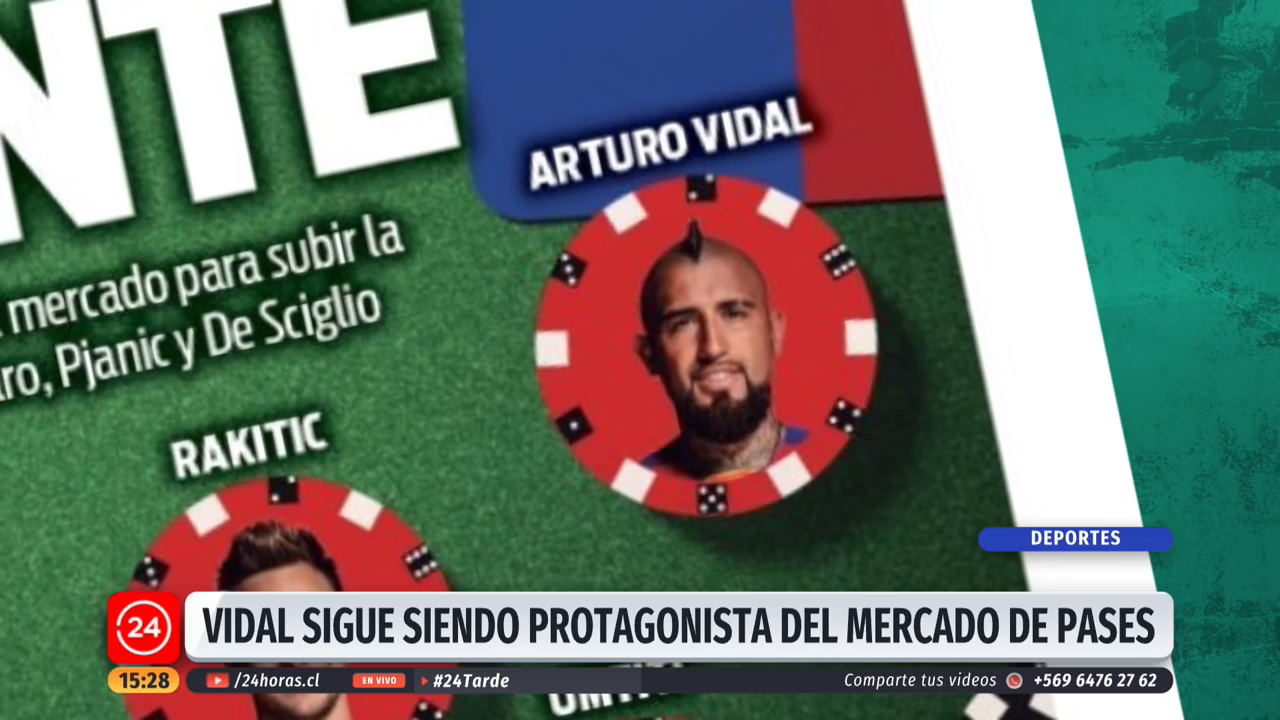 NTE
ARTURO VIDAL
mercado para subir la
ro, Pjanic y De Sciglio
RAKITIC
DEPORTES
24
VIDAL SIGUE SIENDO PROTAGONISTA DEL MERCADO DE PASES
15:28
/24horas.cl
EN VIVO
#24Tarde
Comparte tus videos
+569 6476 27 62